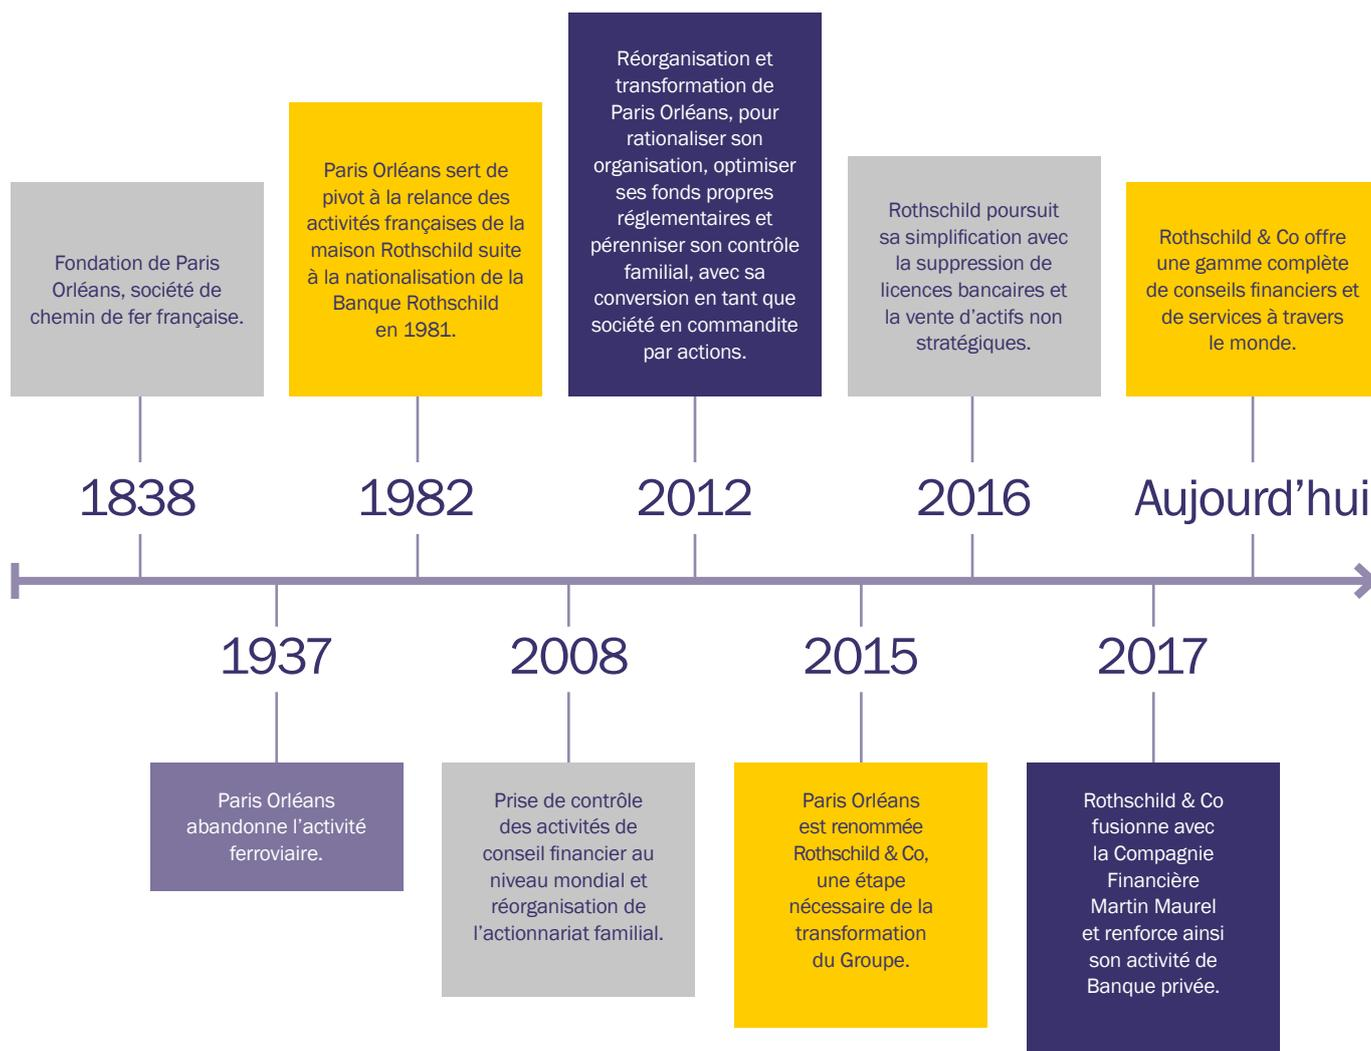 Fondation de Paris
Orléans, société de
chemin de fer française.
1838
Paris Orléans
abandonne l’activité
ferroviaire.
1937
Paris Orléans sert de
pivot à la relance des
activités françaises de la
maison Rothschild suite
à la nationalisation de la
Banque Rothschild
en 1981.
1982
2008
Prise de contrôle
des activités de
conseil financier au
niveau mondial et
réorganisation de
l’actionnariat familial.
Réorganisation et
transformation de
Paris Orléans, pour
rationaliser son
organisation, optimiser
ses fonds propres
réglementaires et
pérenniser son contrôle
familial, avec sa
conversion en tant que
société en commandite
par actions.
2012
2015
Paris Orléans
est renommée
Rothschild & Co,
une étape
nécessaire de la
transformation
du Groupe.
Rothschild poursuit
sa simplification avec
la suppression de
licences bancaires et
la vente d’actifs non
stratégiques.
2016
2017
Rothschild & Co
fusionne avec
la Compagnie
Financière
Martin Maurel
et renforce ainsi
son activité de
Banque privée.
Rothschild & Co offre
une gamme complète
de conseils financiers et
de services à travers
le monde.
Aujourd’hui